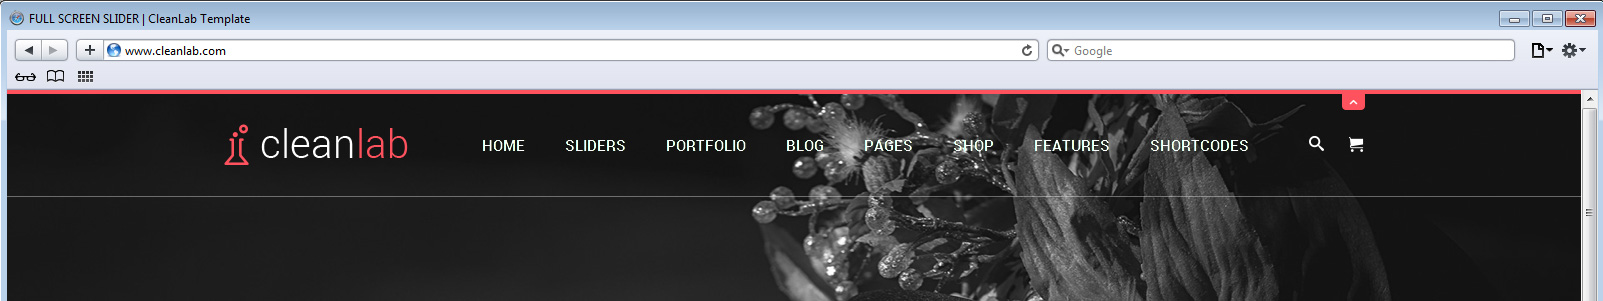 FULL SCREEN SLIDER | CleanLab Template
www.cleanlab.com
Google
cleanlab
HOME SLIDERS PORTFOLIO BLOG PAGES SHOP FEATURES SHORTCODES